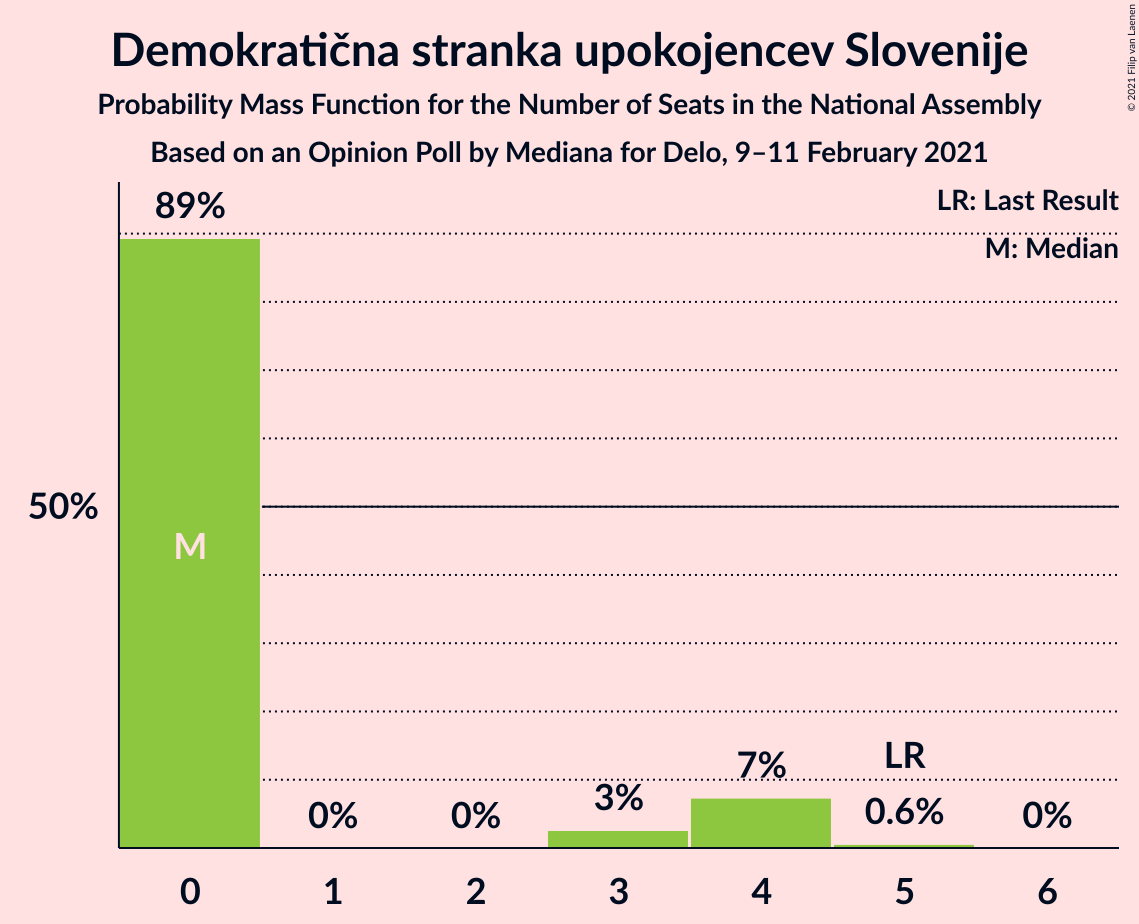 Demokratična stranka upokojencev Slovenije
Probability Mass Function for the Number of Seats in the National Assembly
Based on an Opinion Poll by Mediana for Delo, 9–11 February 2021
© 2021 Filip van Laenen
LR: Last Result
M: Median
89%
50%
M
0%
0%
3%
7%
LR
0.6%
0%
0 1 2 3 4 5 6